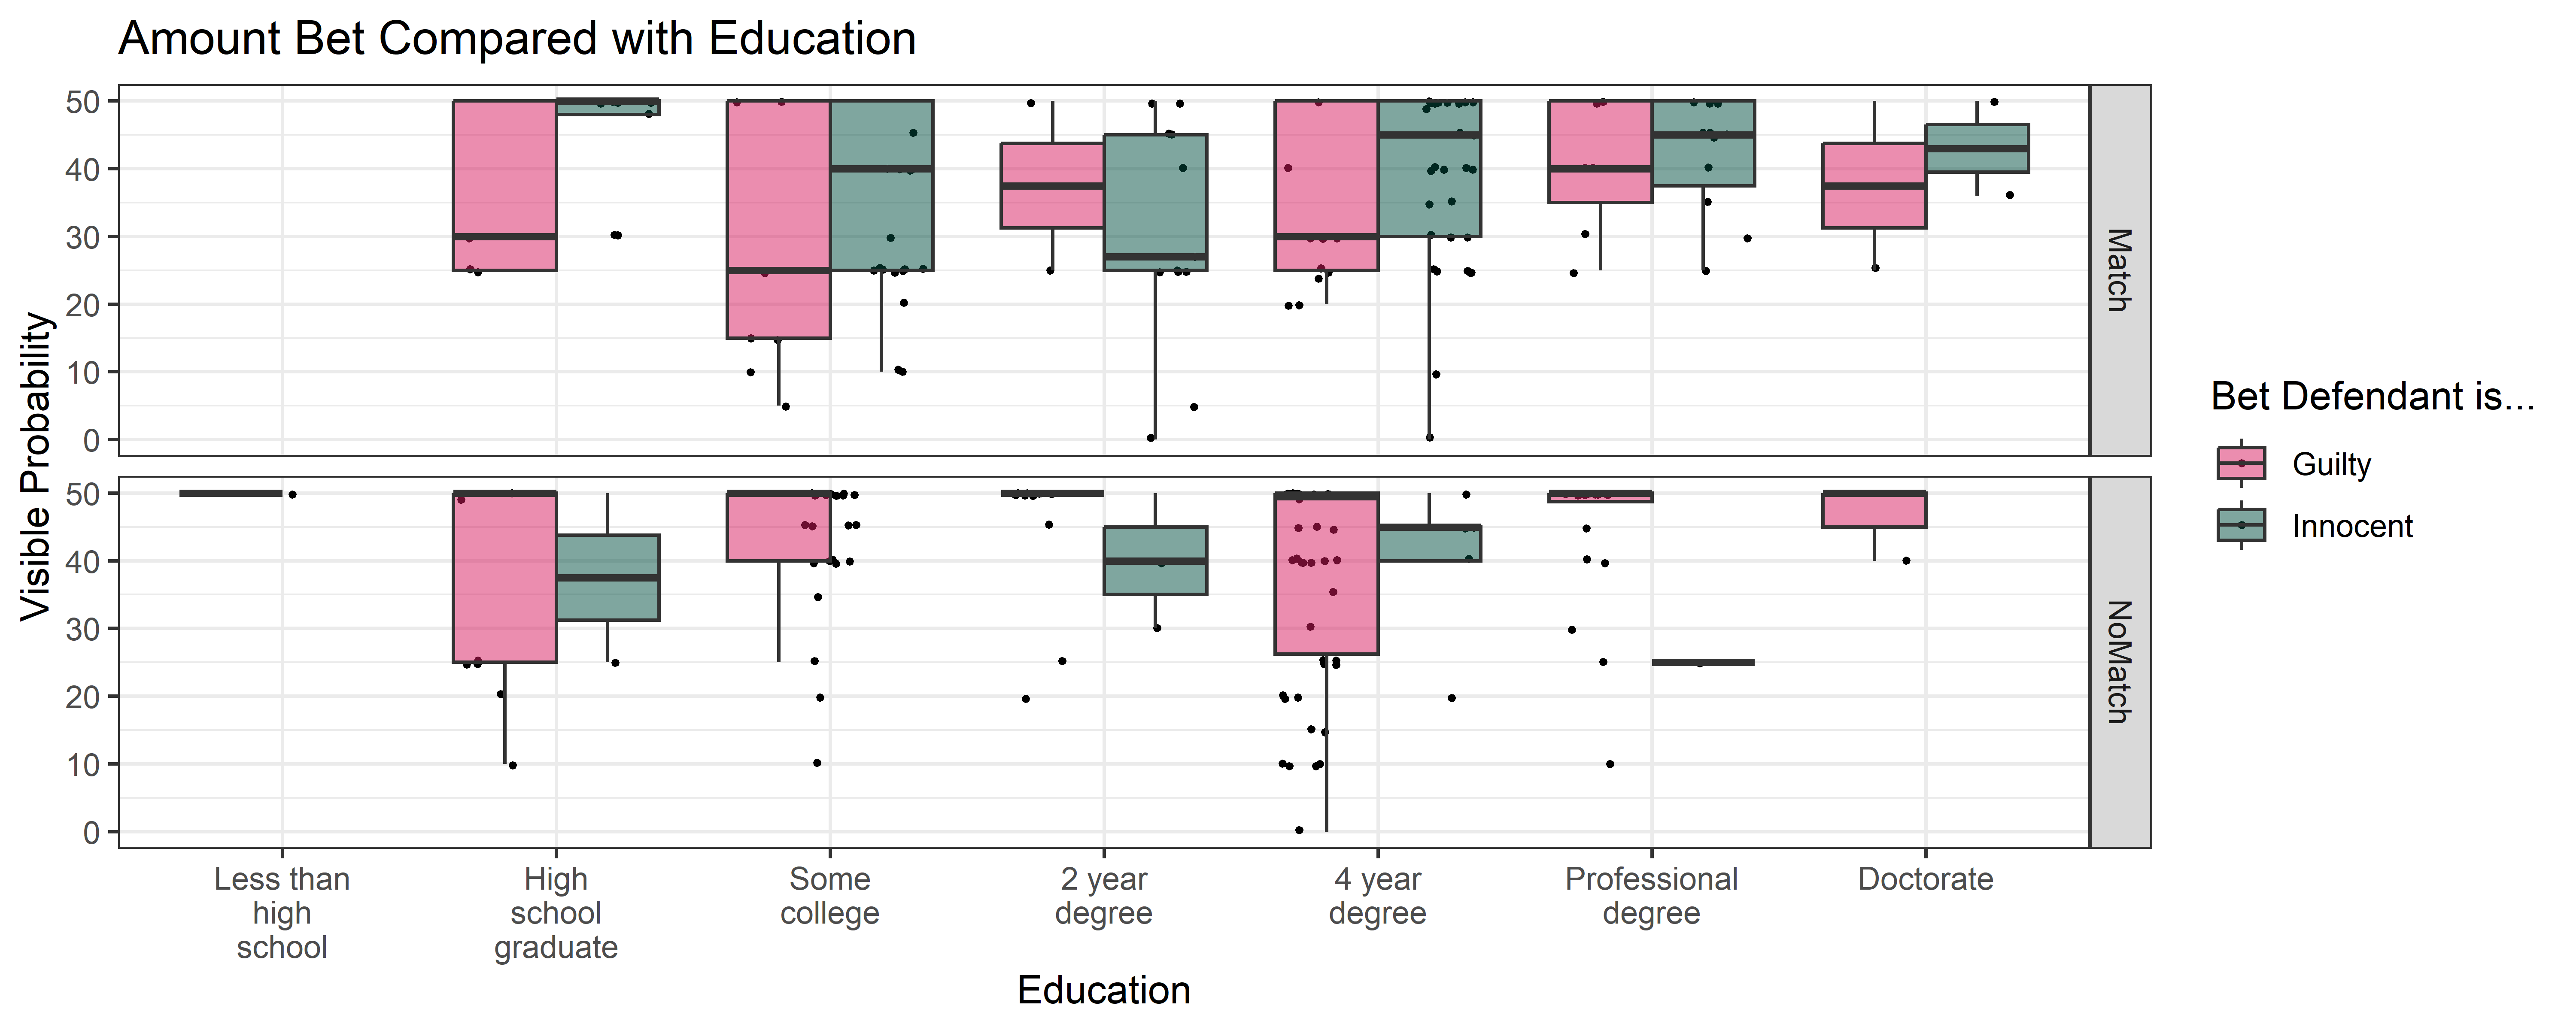 Amount Bet Compared with Education
Visible Probability
50
40
30
20
10
0
Match
50
40
30
20
10
0
NoMatch
Less than
high
school
High
school
graduate
Some
college
2 year
degree
4 year
degree
Professional
degree
Doctorate
Education
Bet Defendant is...
Guilty
Innocent